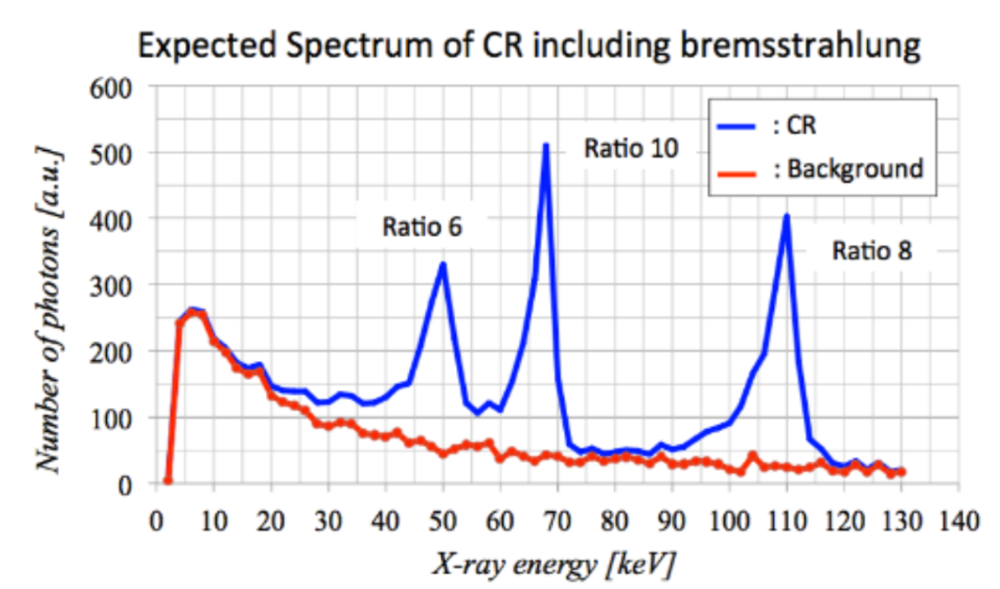 Expected Spectrum of CR including bremsstrahlung
Number of photons [a.u.]
600
500
400
300
200
100
0
Ratio 6
Ratio 10
Ratio 8
: CR
: Background
0 10 20 30 40 50 60 70 80 90 100 110 120 130 140
X-ray energy [keV]